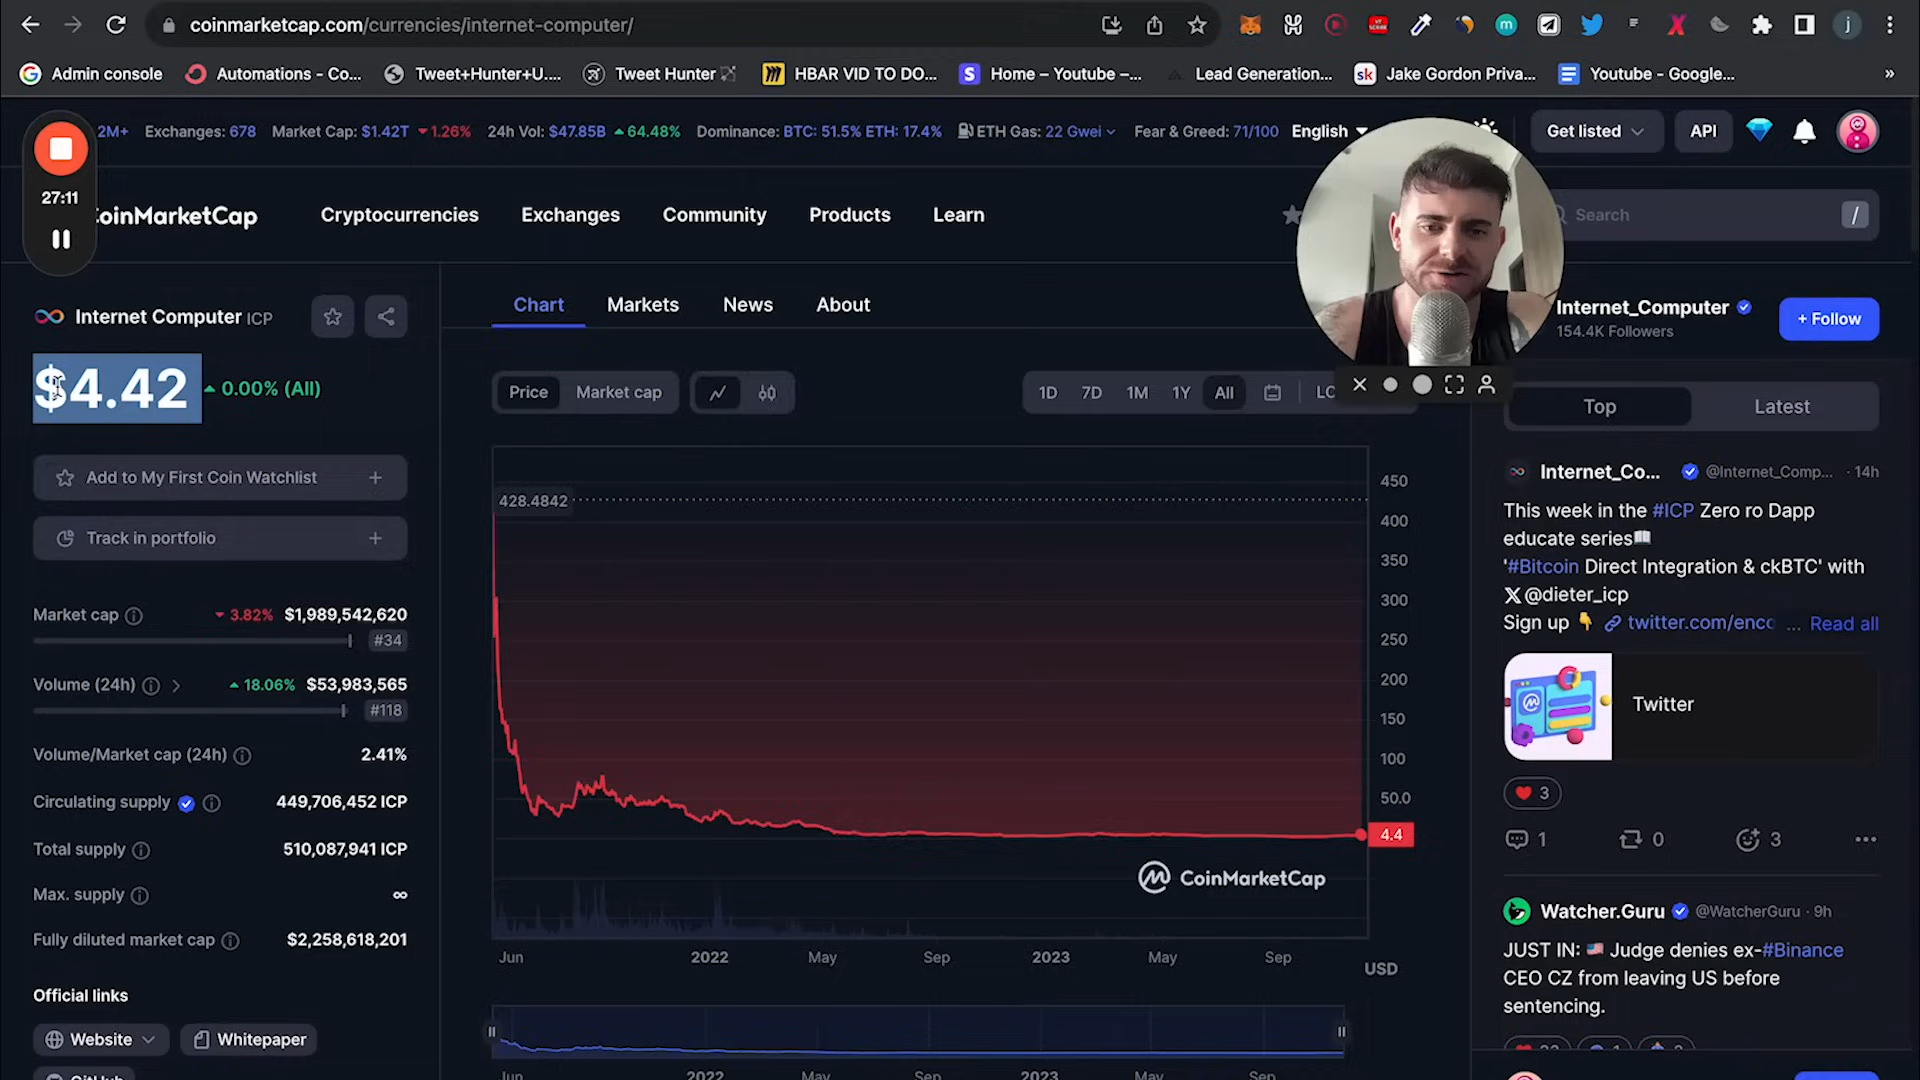 coinmarketcap.com/currencies/internet-computer/
j
Admin console
Automations - Co...
Tweet+Hunter+U....
Tweet Hunter
HBAR VID TO DO...
Home – Youtube –...
Lead Generation...
Jake Gordon Priva...
Youtube - Google...
»
2M+
Exchanges: 678
Market Cap: $1.42T 1.26%
24h Vol: $47.85B 64.48%
Dominance: BTC: 51.5% ETH: 17.4%
ETH Gas: 22 Gwei
Fear & Greed: 71/100
English
Get listed
API
27:11
CoinMarketCap
Cryptocurrencies
Exchanges
Community
Products
Learn
Search
/
Internet Computer ICP
$4.42
0.00% (All)
Add to My First Coin Watchlist +
Track in portfolio +
Market cap 3.82% $1,989,542,620
#34
Volume (24h) 18.06% $53,983,565
#118
Volume/Market cap (24h) 2.41%
Circulating supply 449,706,452 ICP
Total supply 510,087,941 ICP
Max. supply ∞
Fully diluted market cap $2,258,618,201
Official links
Website
Whitepaper
GitHub
Chart
Markets
News
About
Price
Market cap
1D
7D
1M
1Y
All
LO
428.4842
450
400
350
300
250
200
150
100
50.0
4.4
CoinMarketCap
Jun
2022
May
Sep
2023
May
Sep
USD
Jun
2022
May
Sep
2023
May
Sep
Internet_Computer
154.4K Followers
+ Follow
Top
Latest
Internet_Co... @Internet_Comp... · 14h
This week in the #ICP Zero ro Dapp
educate series
'#Bitcoin Direct Integration & ckBTC' with
@dieter_icp
Sign up twitter.com/enco ... Read all
Twitter
3
1
0
3
Watcher.Guru @WatcherGuru · 9h
JUST IN: Judge denies ex-#Binance
CEO CZ from leaving US before
sentencing.